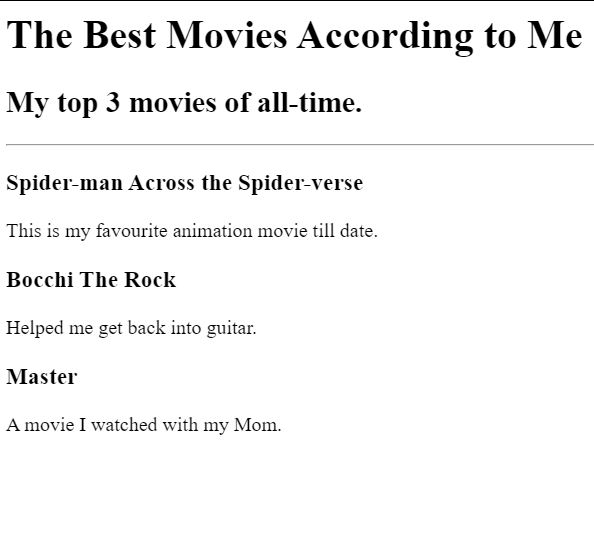 The Best Movies According to Me
My top 3 movies of all-time.
Spider-man Across the Spider-verse
This is my favourite animation movie till date.
Bocchi The Rock
Helped me get back into guitar.
Master
A movie I watched with my Mom.